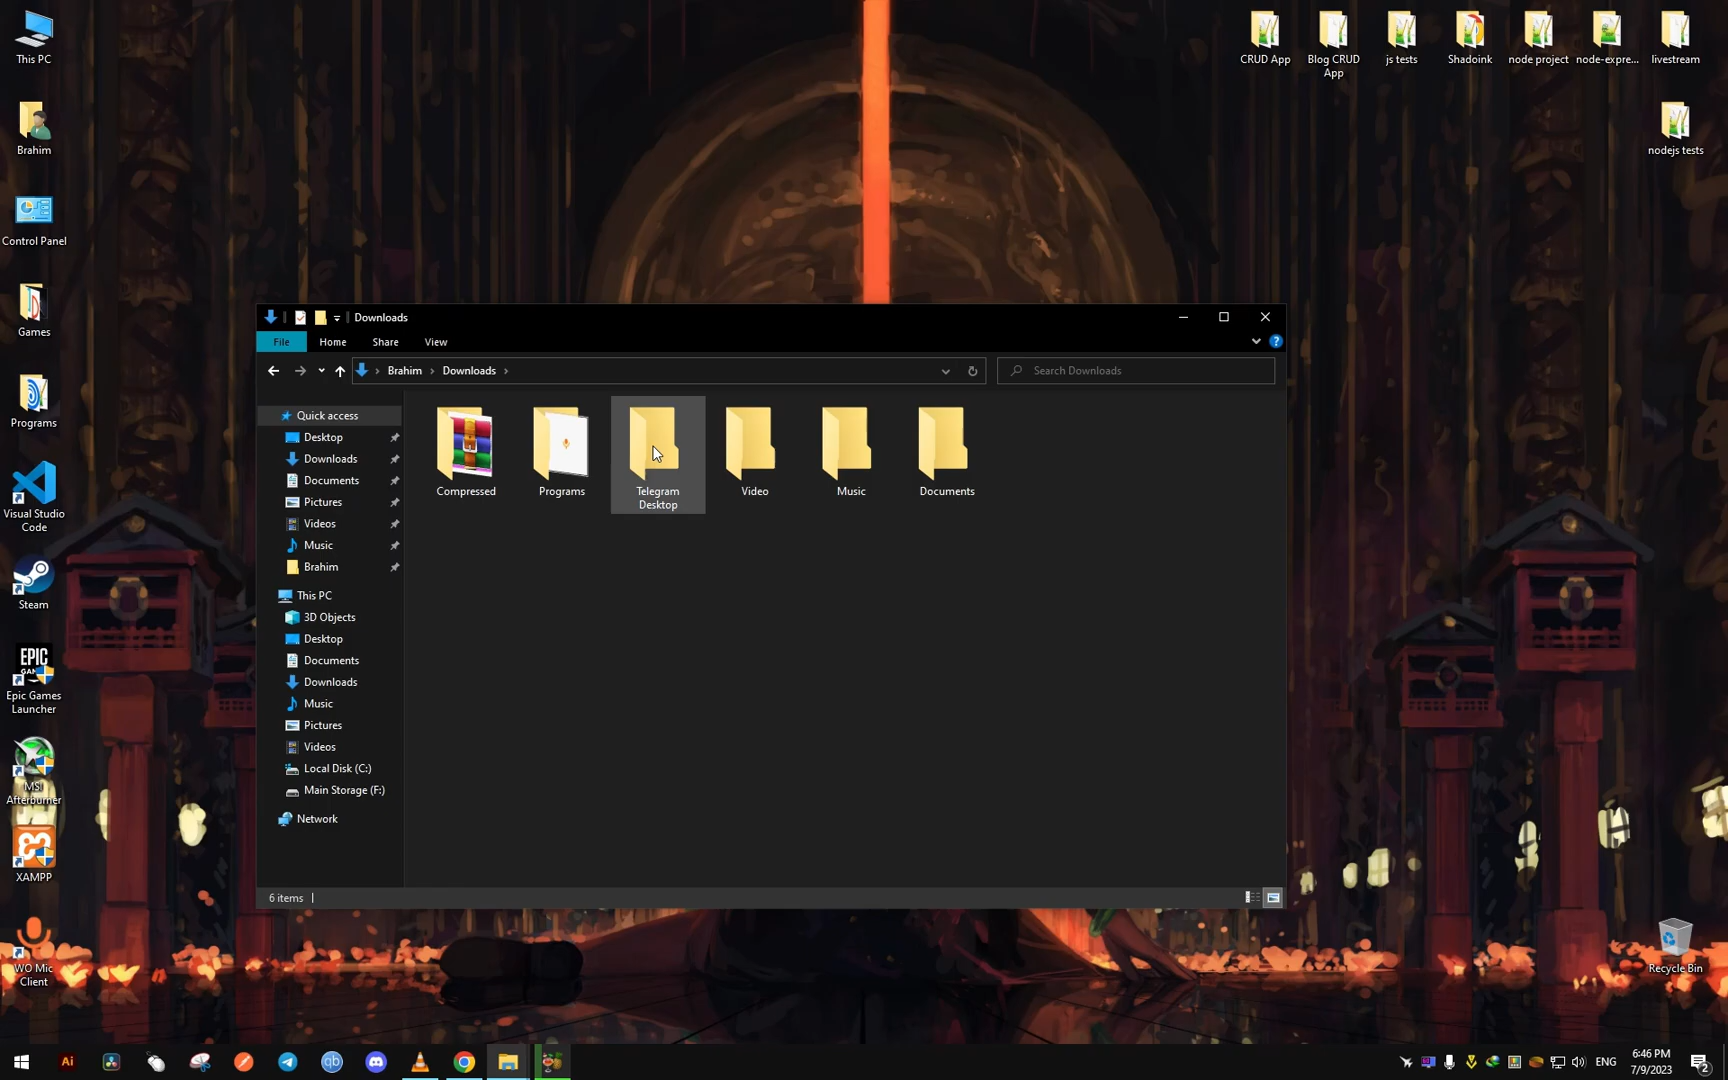 This PC
Brahim
Control Panel
Games
Programs
Visual Studio
Code
Steam
EPIC
GAMES
Epic Games
Launcher
MSI
Afterburner
XAMPP
WO Mic
Client
CRUD App
Blog CRUD
App
js tests
Shadoink
node project
node-expre...
livestream
nodejs tests
Downloads
File
Home
Share
View
Brahim
Downloads
Search Downloads
Quick access
Desktop
Downloads
Documents
Pictures
Videos
Music
Brahim
This PC
3D Objects
Desktop
Documents
Downloads
Music
Pictures
Videos
Local Disk (C:)
Main Storage (F:)
Network
Compressed
Programs
Telegram
Desktop
Video
Music
Documents
6 items
Recycle Bin
Ai
qb
ENG
6:46 PM
7/9/2023
2